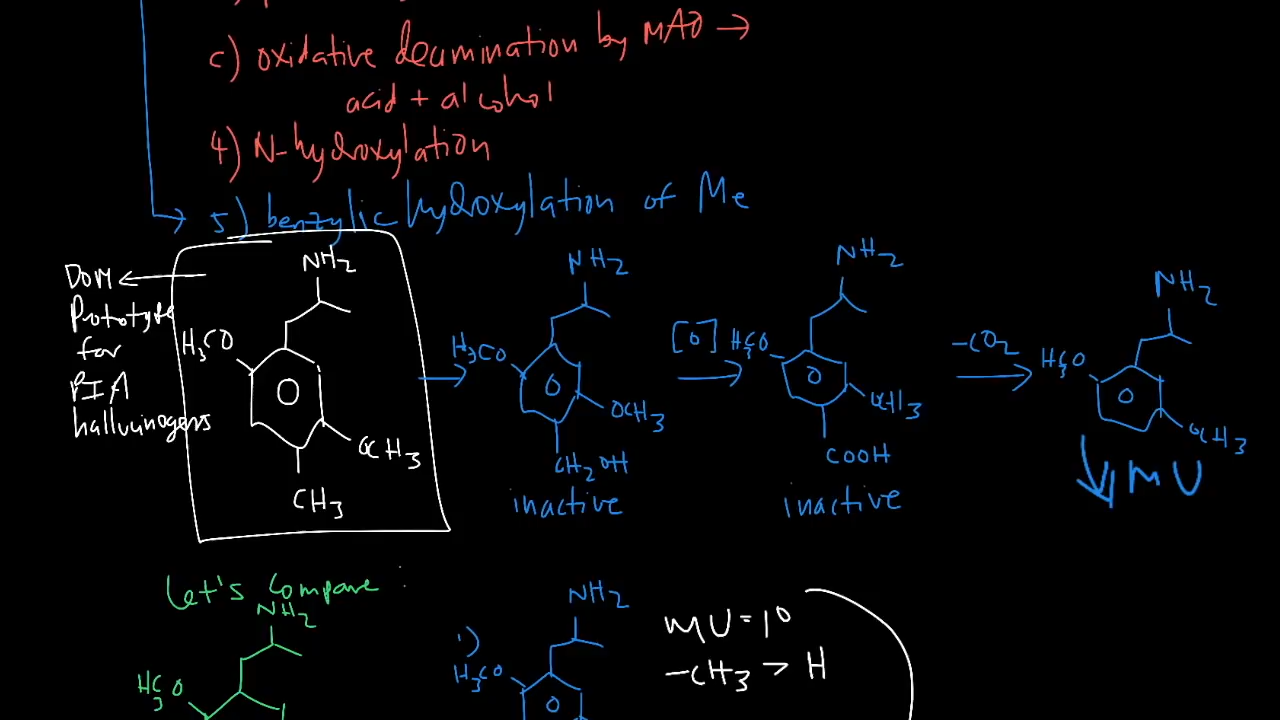 c) oxidative deamination by MAO →
acid + alcohol
4) N-hydroxylation
5) benzylic hydroxylation of Me
DOM ←
Prototype
for
PIA
hallucinogens
NH2
H3CO
OCH3
CH3
→
NH2
H3CO
OCH3
CH2OH
inactive
[O]
→
NH2
H3CO
OCH3
COOH
inactive
-CO2
→
NH2
H3CO
OCH3
↓ MU
Let's compare :
NH2
H3CO
1)
NH2
H3CO
MU = 10
-CH3 > H